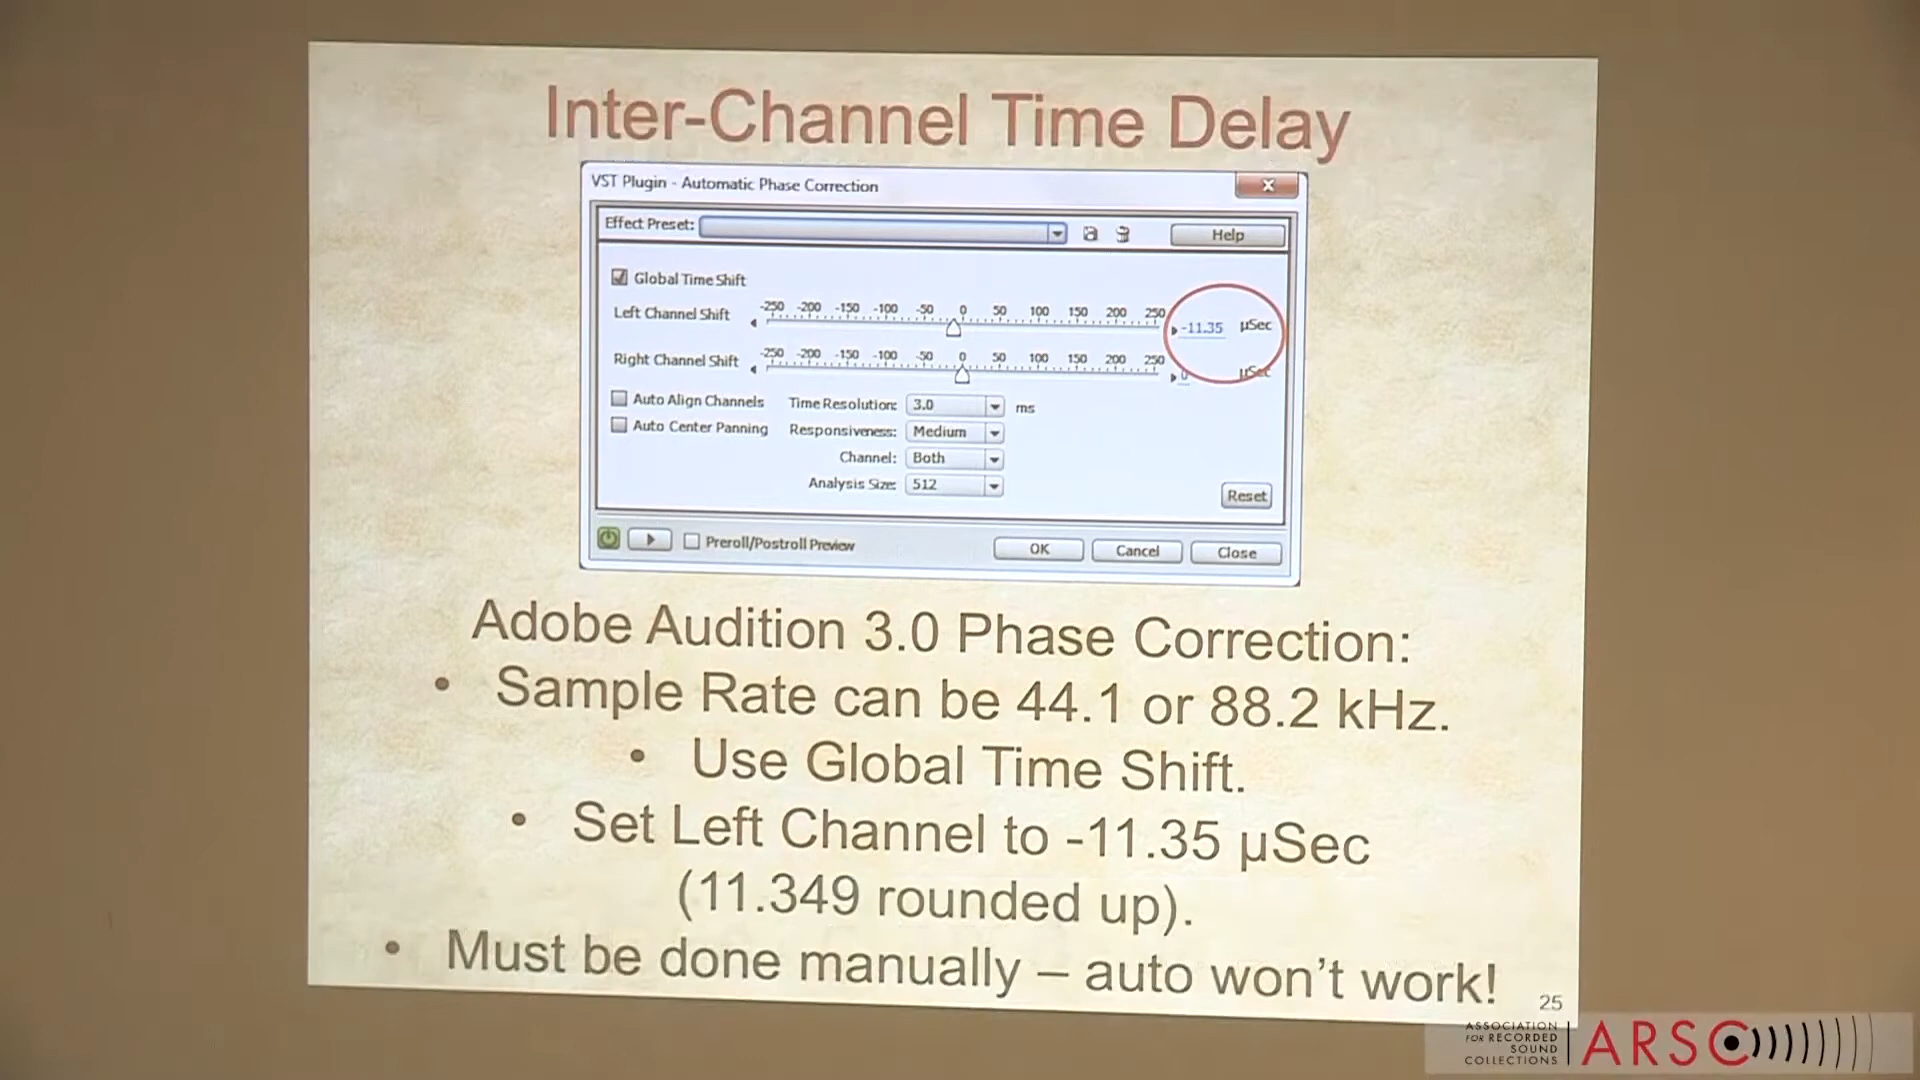 Inter-Channel Time Delay
VST Plugin - Automatic Phase Correction
Effect Preset:
Help
Global Time Shift
-250 -200 -150 -100 -50 0 50 100 150 200 250
Left Channel Shift
-11.35 µSec
-250 -200 -150 -100 -50 0 50 100 150 200 250
Right Channel Shift
0 µSec
Auto Align Channels Time Resolution: 3.0 ms
Auto Center Panning Responsiveness: Medium
Channel: Both
Analysis Size: 512
Reset
Preroll/Postroll Preview OK Cancel Close
Adobe Audition 3.0 Phase Correction:
• Sample Rate can be 44.1 or 88.2 kHz.
• Use Global Time Shift.
• Set Left Channel to -11.35 µSec
(11.349 rounded up).
• Must be done manually – auto won't work!
25
ASSOCIATION
FOR RECORDED
SOUND
COLLECTIONS
ARSC